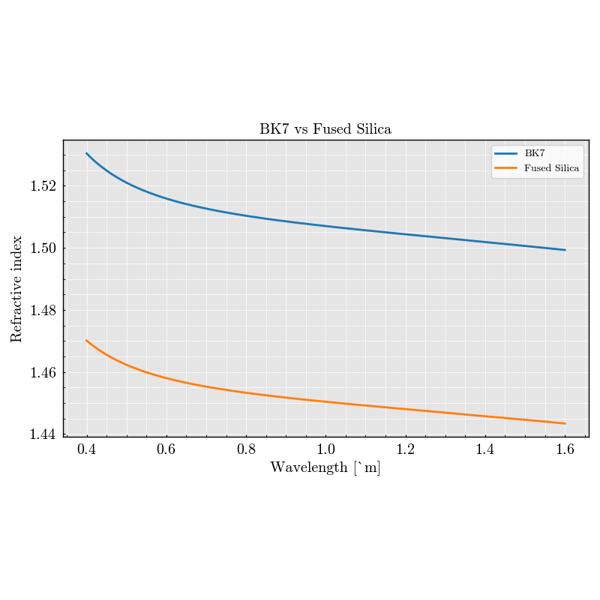 BK7 vs Fused Silica
BK7
Fused Silica
Refractive index
1.52
1.50
1.48
1.46
1.44
0.4 0.6 0.8 1.0 1.2 1.4 1.6
Wavelength [`m]